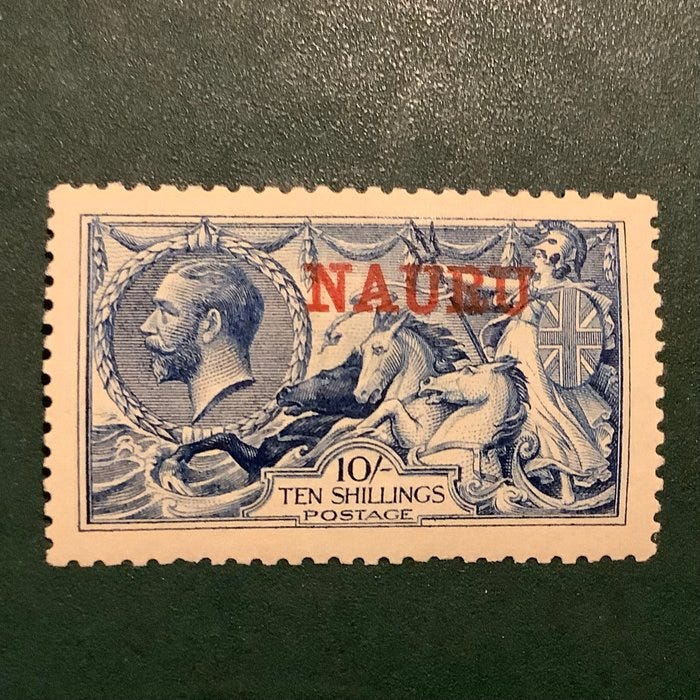 NAURU
10/-
TEN SHILLINGS
POSTAGE